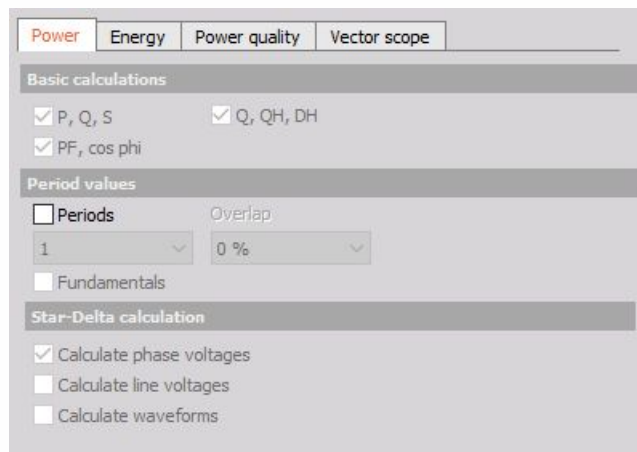 Power Energy Power quality Vector scope
Basic calculations
P, Q, S Q, QH, DH
PF, cos phi
Period values
Periods Overlap
1 0 %
Fundamentals
Star-Delta calculation
Calculate phase voltages
Calculate line voltages
Calculate waveforms